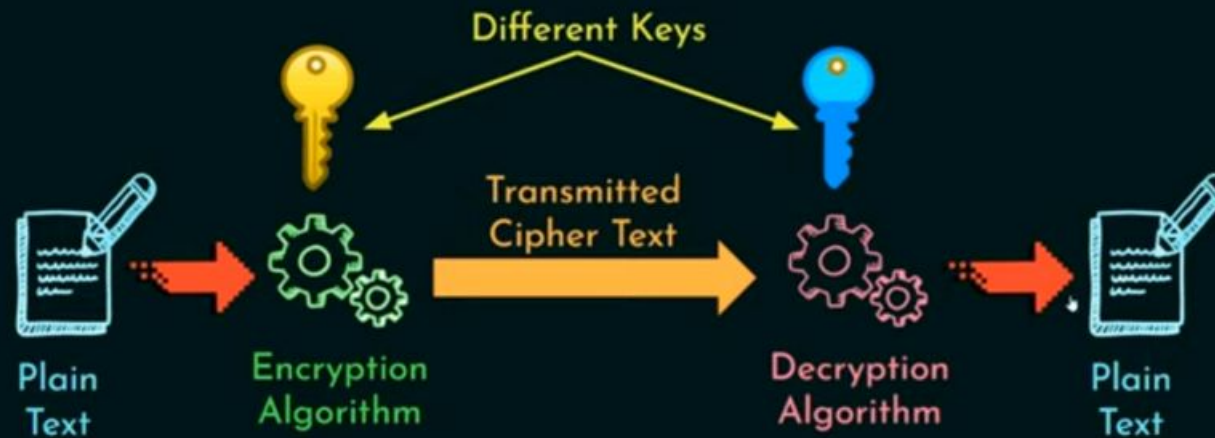 Different Keys
Transmitted
Cipher Text
Plain
Text
Encryption
Algorithm
Decryption
Algorithm
Plain
Text